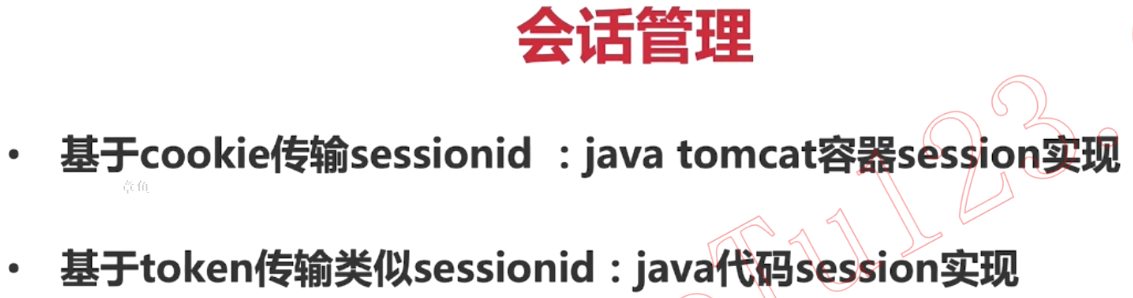 会话管理
• 基于cookie传输sessionid ：java tomcat容器session实现
章鱼
• 基于token传输类似sessionid：java代码session实现
Tu123.